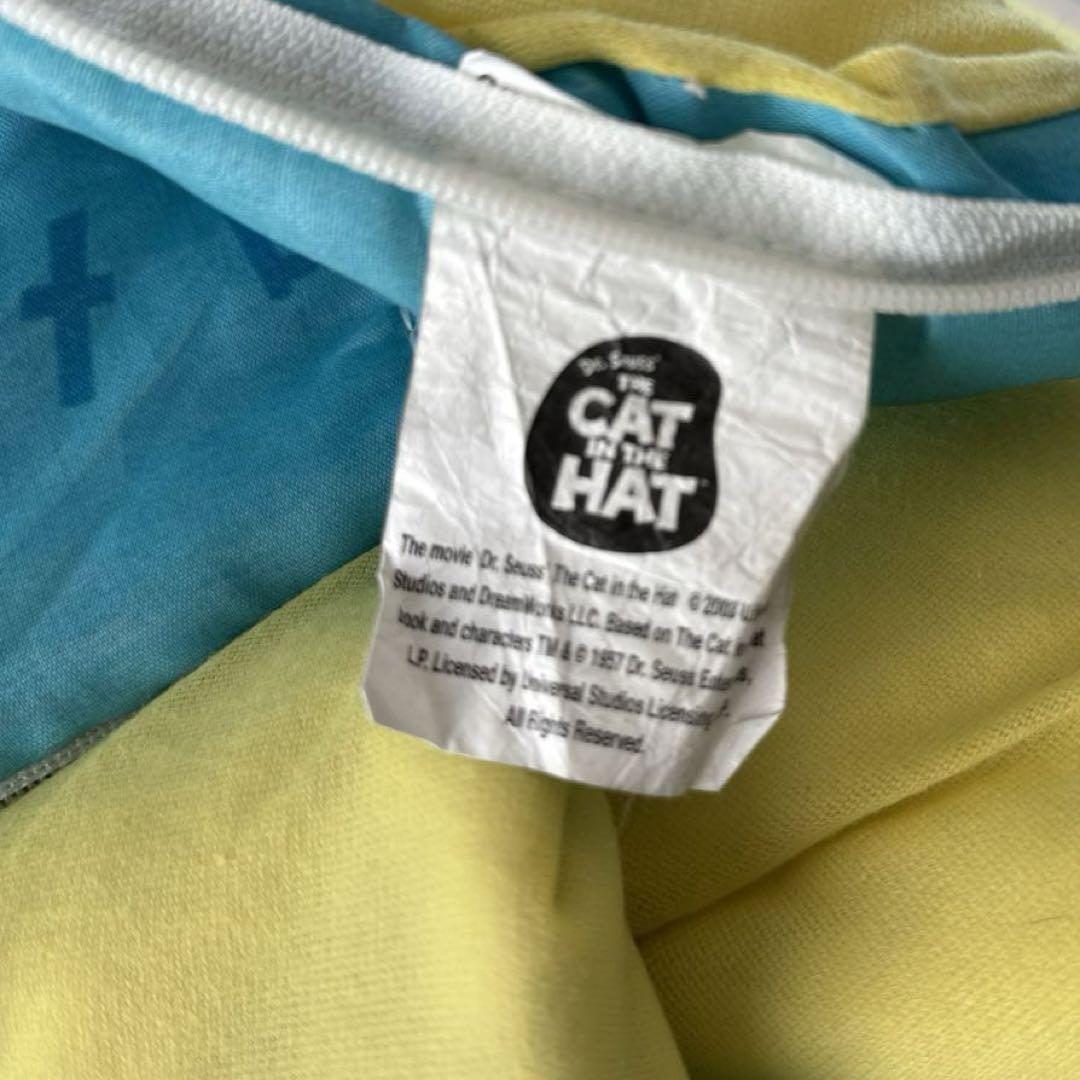 Dr. Seuss'
THE
CAT
IN THE
HAT
The movie Dr. Seuss' The Cat in the Hat ©
Studios and DreamWorks LLC. Based on The Cat
book and characters TM & © 1957 Dr. Seuss
L.P. Licensed by Universal Studios Licensing
All Rights Reserved.